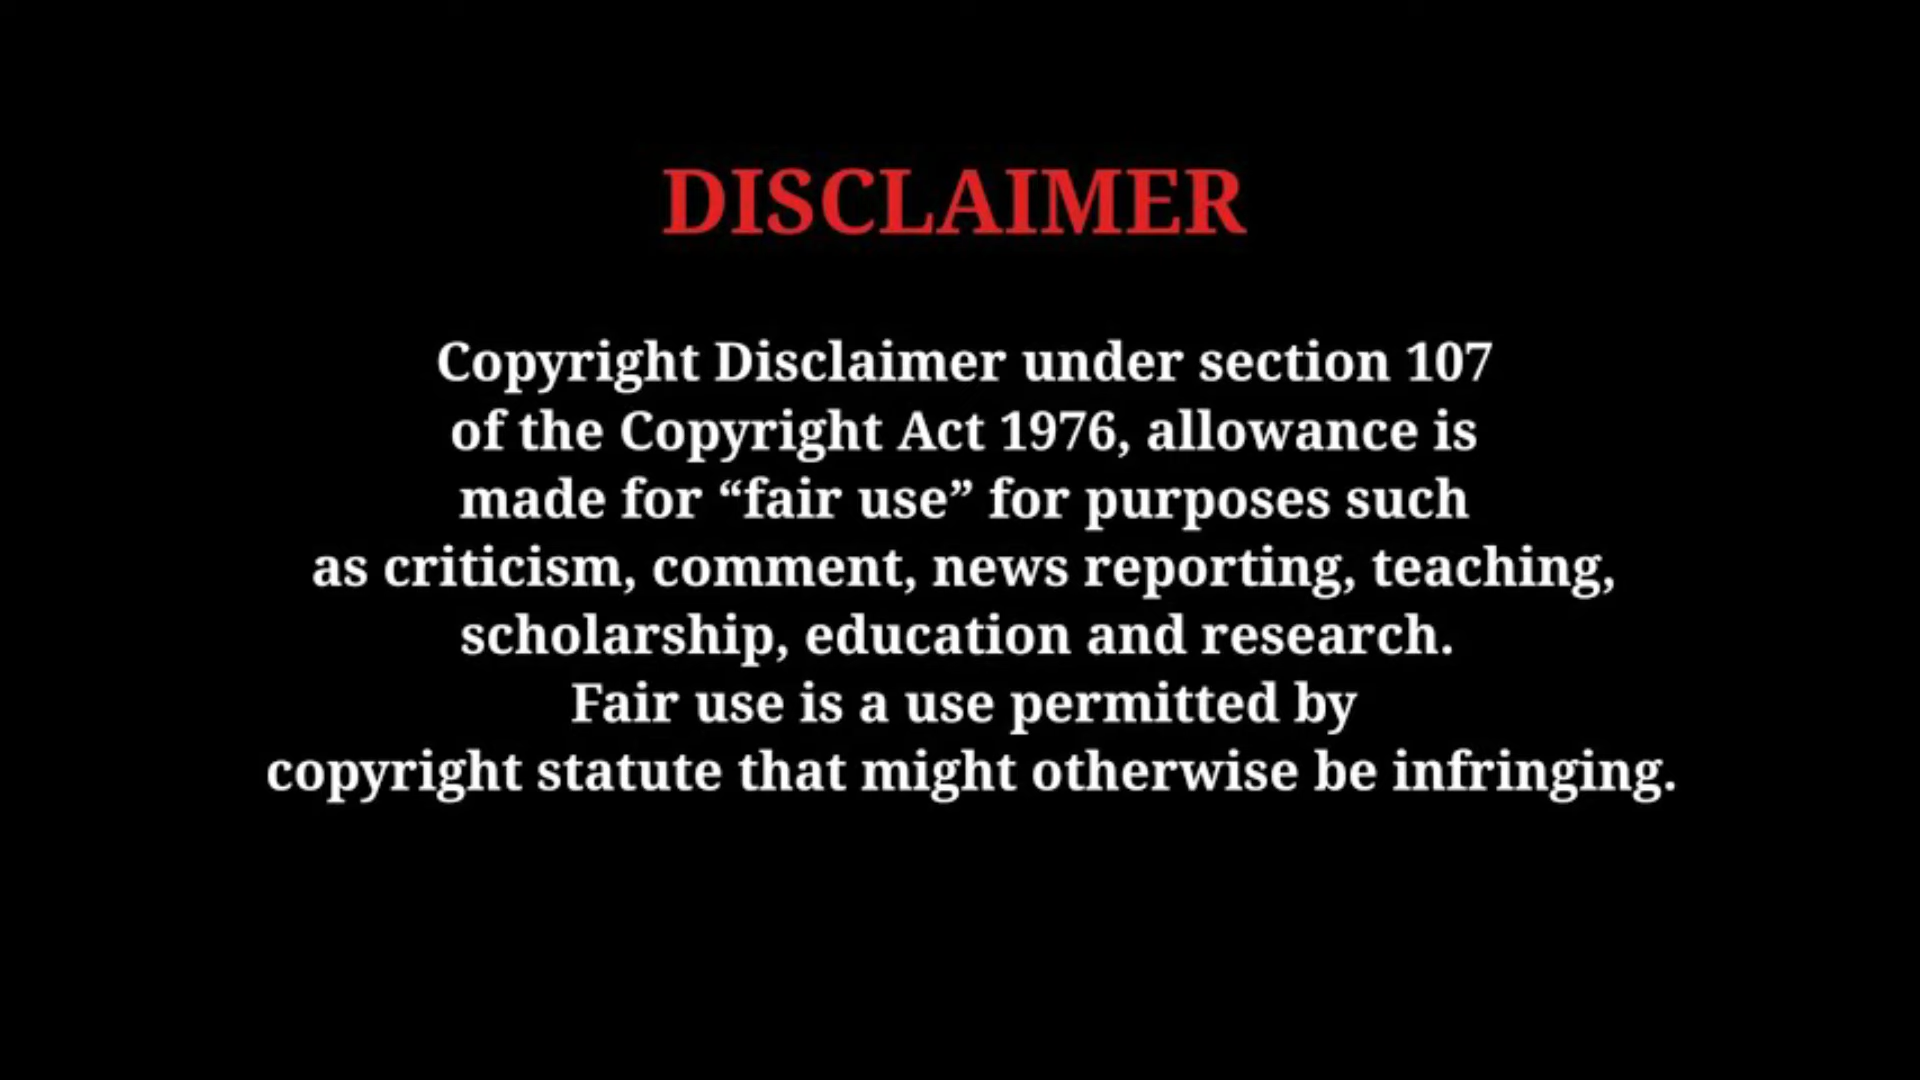 DISCLAIMER
Copyright Disclaimer under section 107
of the Copyright Act 1976, allowance is
made for “fair use” for purposes such
as criticism, comment, news reporting, teaching,
scholarship, education and research.
Fair use is a use permitted by
copyright statute that might otherwise be infringing.